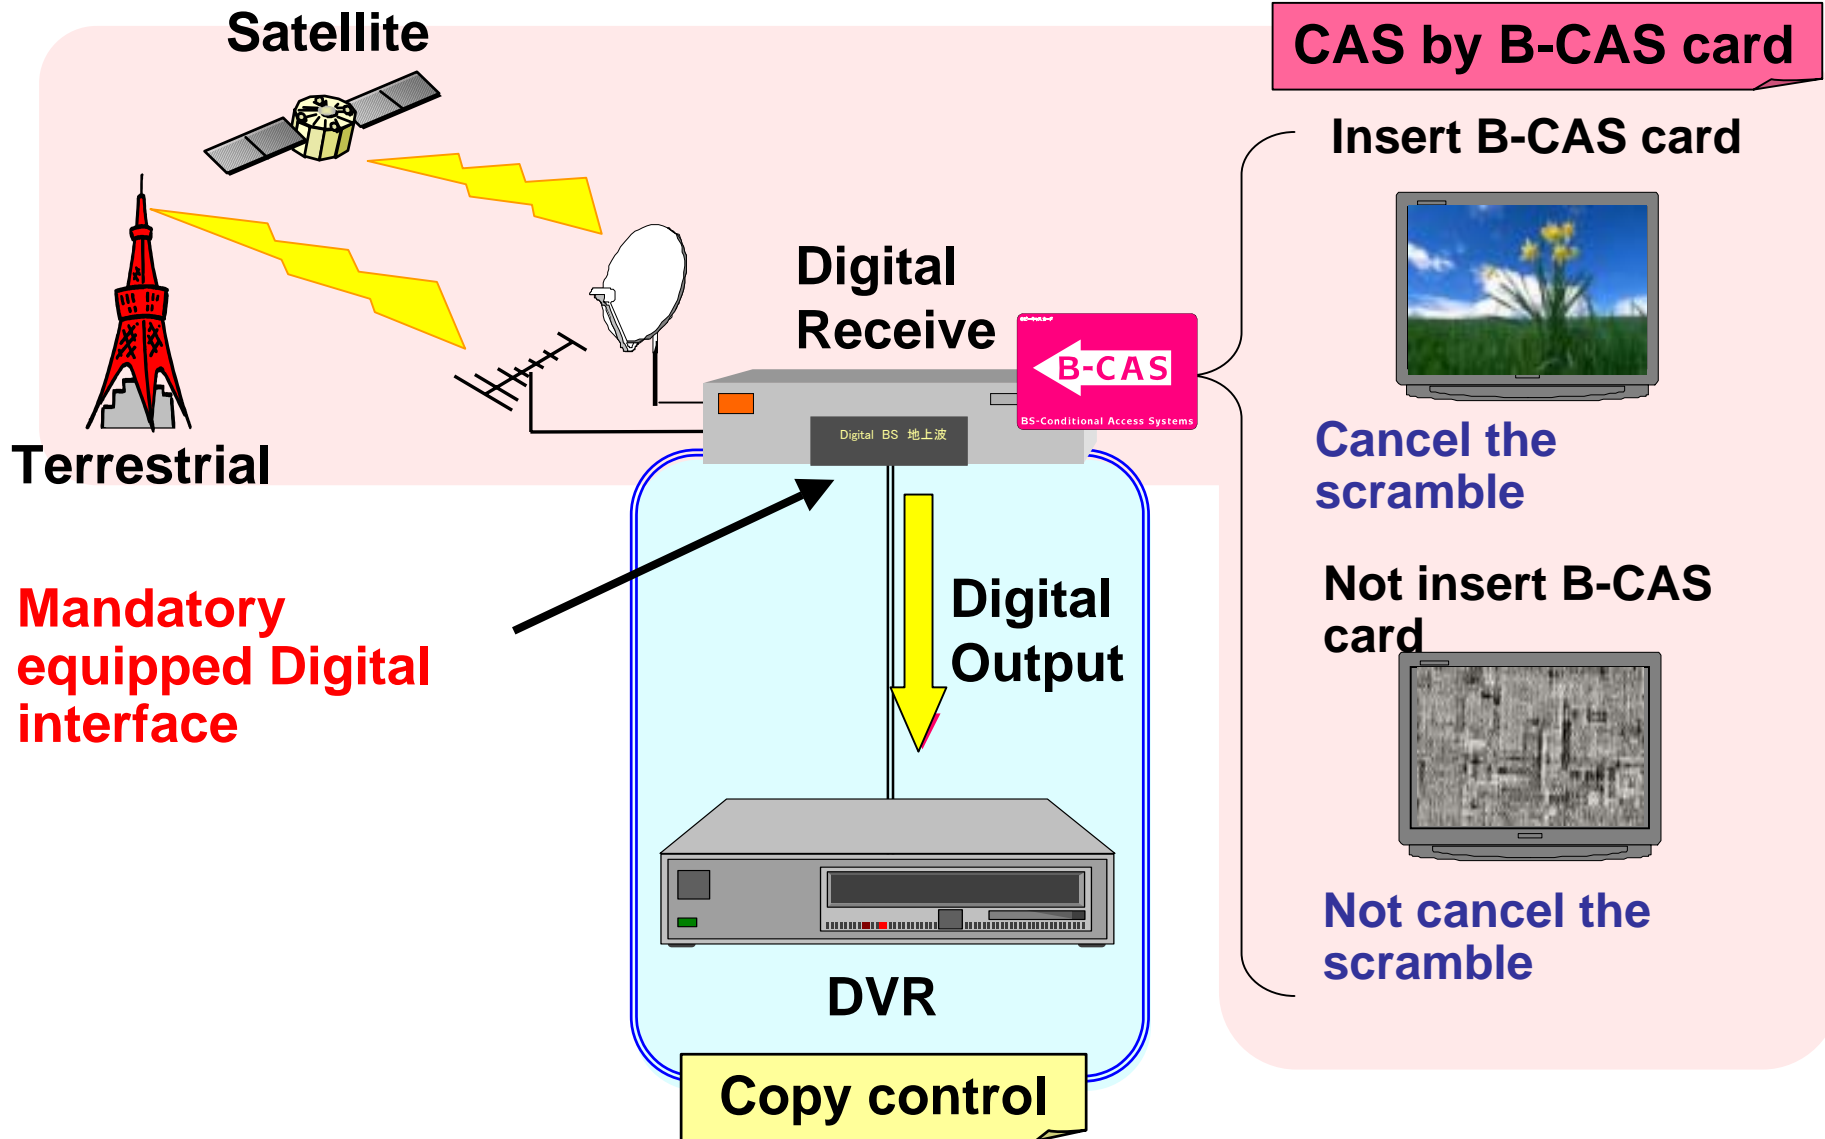 Satellite
CAS by B-CAS card
Insert B-CAS card
Digital
Receive
B-CAS
BS-Conditional Access Systems
Digital BS 地上波
Terrestrial
Cancel the
scramble
Mandatory
equipped Digital
interface
Digital
Output
Not insert B-CAS
card
Not cancel the
scramble
DVR
Copy control